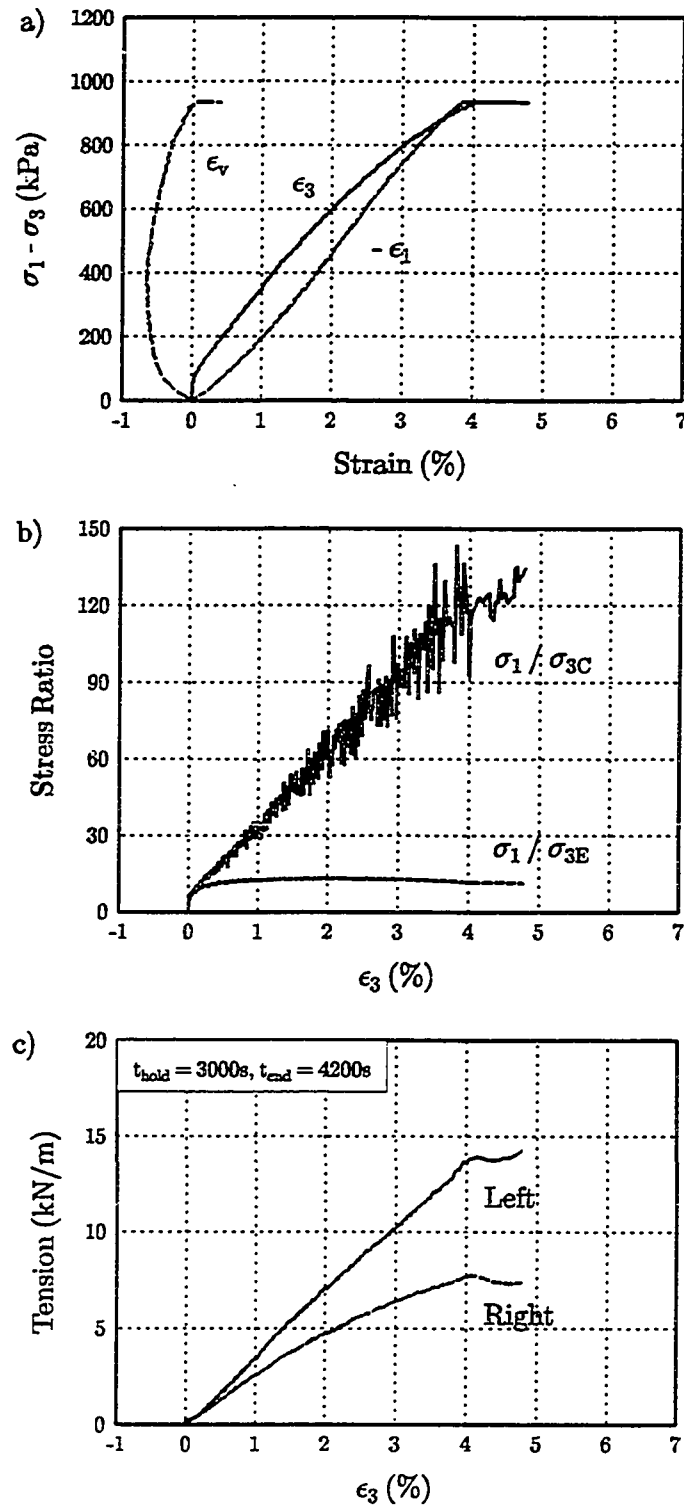 a)
1200
1000
800
600
400
200
0
σ₁ - σ₃ (kPa)
ϵᵥ
ϵ₃
- ϵ₁
-1 0 1 2 3 4 5 6 7
Strain (%)
b)
150
120
90
60
30
0
Stress Ratio
σ₁ / σ₃C
σ₁ / σ₃E
-1 0 1 2 3 4 5 6 7
ϵ₃ (%)
c)
20
15
10
5
0
Tension (kN/m)
t_hold = 3000s, t_end = 4200s
Left
Right
-1 0 1 2 3 4 5 6 7
ϵ₃ (%)